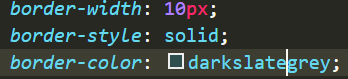 border-width: 10px;
border-style: solid;
border-color: darkslategrey;